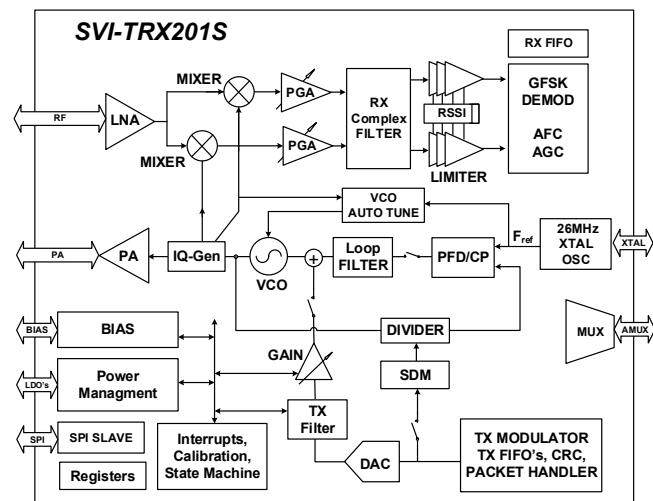 SVI-TRX201S
RX FIFO
MIXER
PGA
RX
Complex
FILTER
GFSK
DEMOD
AFC
AGC
RF
LNA
RSSI
MIXER
PGA
LIMITER
VCO
AUTO TUNE
Fref
26MHz
XTAL
OSC
XTAL
PA
PA
IQ-Gen
VCO
Loop
FILTER
PFD/CP
BIAS
BIAS
DIVIDER
MUX
AMUX
GAIN
LDO's
Power
Managment
SDM
TX
Filter
SPI
SPI SLAVE
Interrupts,
Calibration,
State Machine
DAC
TX MODULATOR
TX FIFO's, CRC,
PACKET HANDLER
Registers